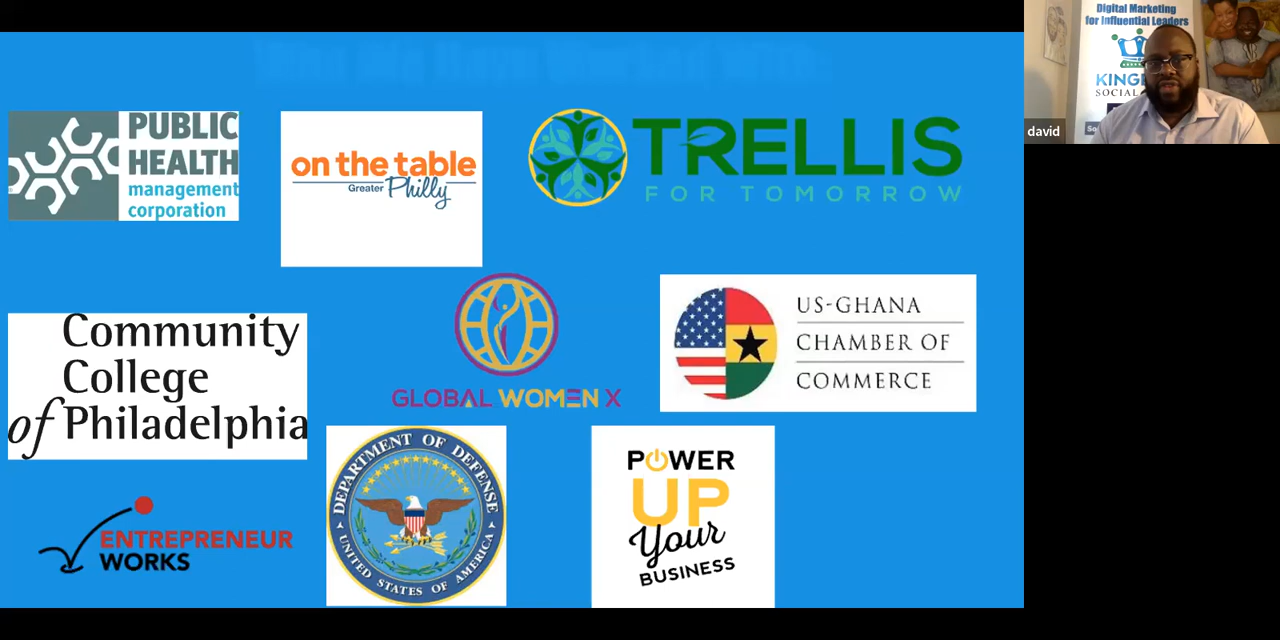 PUBLIC
HEALTH
management
corporation
on the table
Greater Philly
TRELLIS
FOR TOMORROW
Digital Marketing
for Influential Leaders
SOCIAL
david
Community
College
of Philadelphia
GLOBAL WOMEN X
US-GHANA
CHAMBER OF
COMMERCE
ENTREPRENEUR
WORKS
DEPARTMENT OF DEFENSE
UNITED STATES OF AMERICA
POWER
UP
Your
BUSINESS